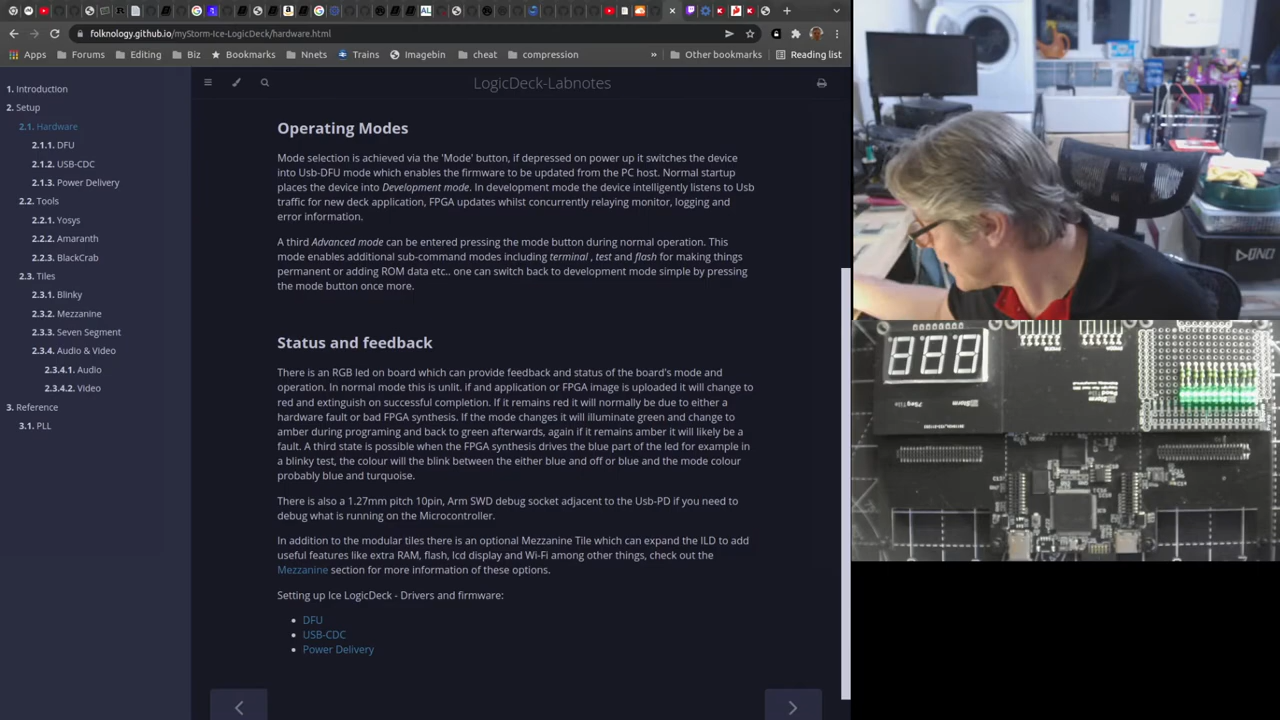 folknology.github.io/myStorm-Ice-LogicDeck/hardware.html
Apps Forums Editing Biz Bookmarks Nnets Trains Imagebin cheat compression » Other bookmarks Reading list
LogicDeck-Labnotes
1. Introduction
2. Setup
2.1. Hardware
2.1.1. DFU
2.1.2. USB-CDC
2.1.3. Power Delivery
2.2. Tools
2.2.1. Yosys
2.2.2. Amaranth
2.2.3. BlackCrab
2.3. Tiles
2.3.1. Blinky
2.3.2. Mezzanine
2.3.3. Seven Segment
2.3.4. Audio & Video
2.3.4.1. Audio
2.3.4.2. Video
3. Reference
3.1. PLL
Operating Modes
Mode selection is achieved via the 'Mode' button, if depressed on power up it switches the device
into Usb-DFU mode which enables the firmware to be updated from the PC host. Normal startup
places the device into Development mode. In development mode the device intelligently listens to Usb
traffic for new deck application, FPGA updates whilst concurrently relaying monitor, logging and
error information.
A third Advanced mode can be entered pressing the mode button during normal operation. This
mode enables additional sub-command modes including terminal , test and flash for making things
permanent or adding ROM data etc.. one can switch back to development mode simple by pressing
the mode button once more.
Status and feedback
There is an RGB led on board which can provide feedback and status of the board's mode and
operation. In normal mode this is unlit. if and application or FPGA image is uploaded it will change to
red and extinguish on successful completion. If it remains red it will normally be due to either a
hardware fault or bad FPGA synthesis. If the mode changes it will illuminate green and change to
amber during programing and back to green afterwards, again if it remains amber it will likely be a
fault. A third state is possible when the FPGA synthesis drives the blue part of the led for example in
a blinky test, the colour will the blink between the either blue and off or blue and the mode colour
probably blue and turquoise.
There is also a 1.27mm pitch 10pin, Arm SWD debug socket adjacent to the Usb-PD if you need to
debug what is running on the Microcontroller.
In addition to the modular tiles there is an optional Mezzanine Tile which can expand the ILD to add
useful features like extra RAM, flash, lcd display and Wi-Fi among other things, check out the
Mezzanine section for more information of these options.
Setting up Ice LogicDeck - Drivers and firmware:
DFU
USB-CDC
Power Delivery